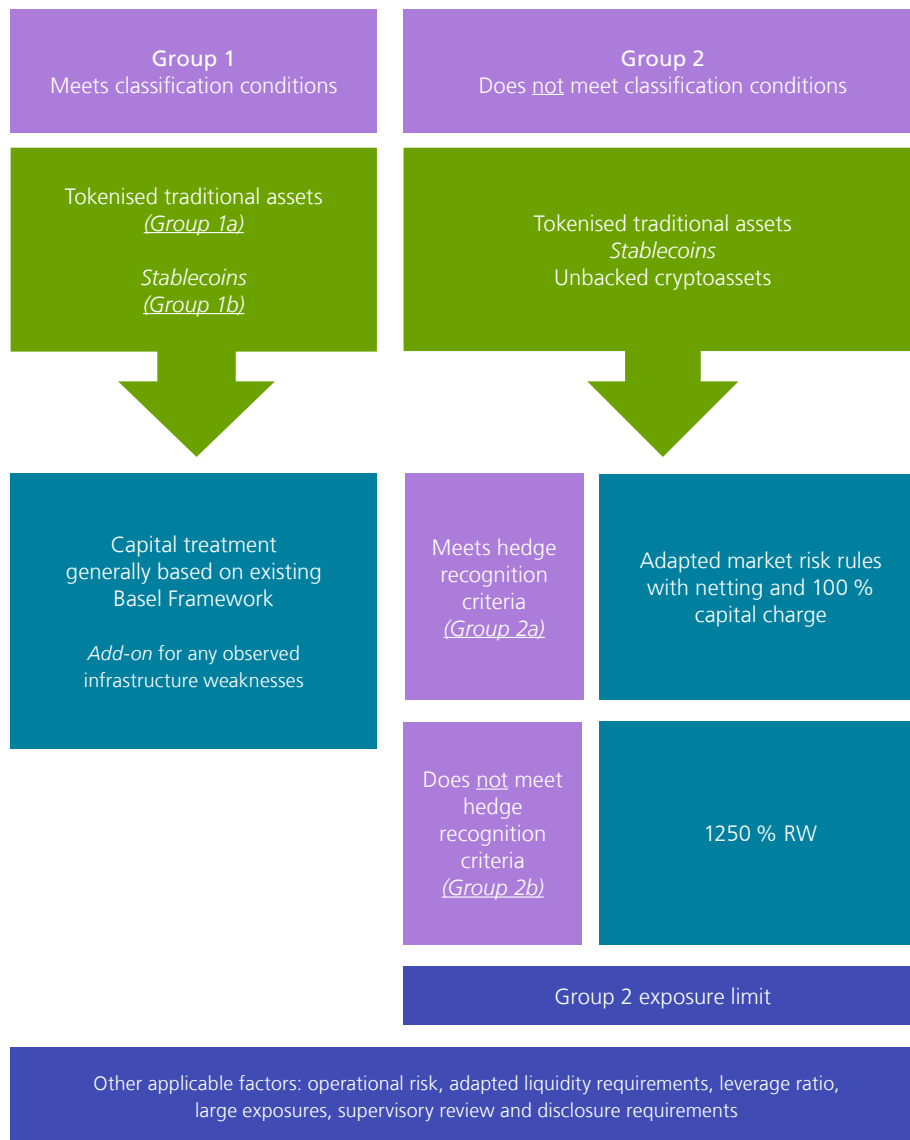 Group 1
Meets classification conditions
Group 2
Does not meet classification conditions
Tokenised traditional assets
(Group 1a)
Stablecoins
(Group 1b)
Tokenised traditional assets
Stablecoins
Unbacked cryptoassets
Capital treatment
generally based on existing
Basel Framework
Add-on for any observed
infrastructure weaknesses
Meets hedge
recognition
criteria
(Group 2a)
Adapted market risk rules
with netting and 100 %
capital charge
Does not meet
hedge
recognition
criteria
(Group 2b)
1250 % RW
Group 2 exposure limit
Other applicable factors: operational risk, adapted liquidity requirements, leverage ratio,
large exposures, supervisory review and disclosure requirements